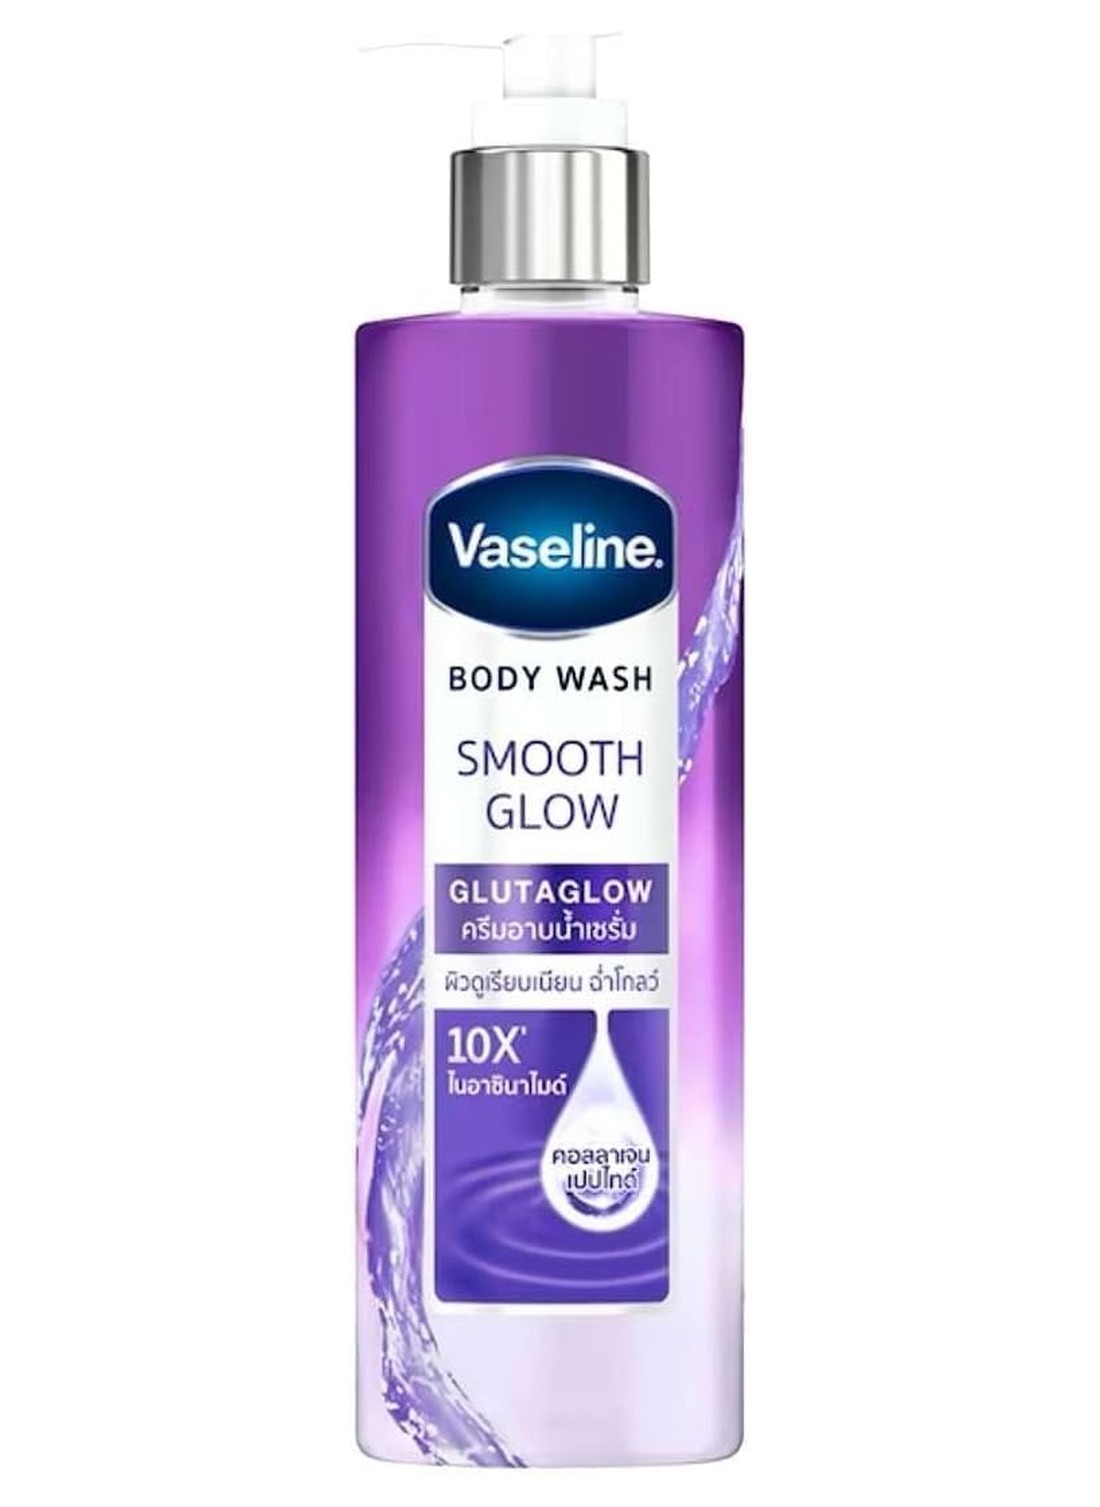 Vaseline.
BODY WASH
SMOOTH
GLOW
GLUTAGLOW
ครีมอาบน้ำเซรั่ม
ผิวดูเรียบเนียน ฉ่ำโกลว์
10X'
ไนอาซินาไมด์
คอลลาเจน
เปปไทด์